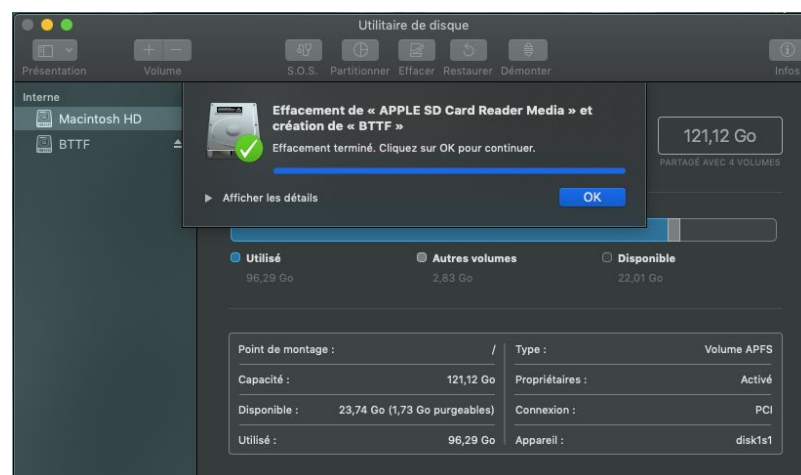 Utilitaire de disque
Présentation Volume S.O.S. Partitionner Effacer Restaurer Démonter Infos
Interne
Macintosh HD
BTTF
Effacement de « APPLE SD Card Reader Media » et
création de « BTTF »
Effacement terminé. Cliquez sur OK pour continuer.
Afficher les détails
OK
121,12 Go
PARTAGÉ AVEC 4 VOLUMES
Utilisé Autres volumes Disponible
96,29 Go 2,83 Go 22,01 Go
Point de montage : / Type : Volume APFS
Capacité : 121,12 Go Propriétaires : Activé
Disponible : 23,74 Go (1,73 Go purgeables) Connexion : PCI
Utilisé : 96,29 Go Appareil : disk1s1